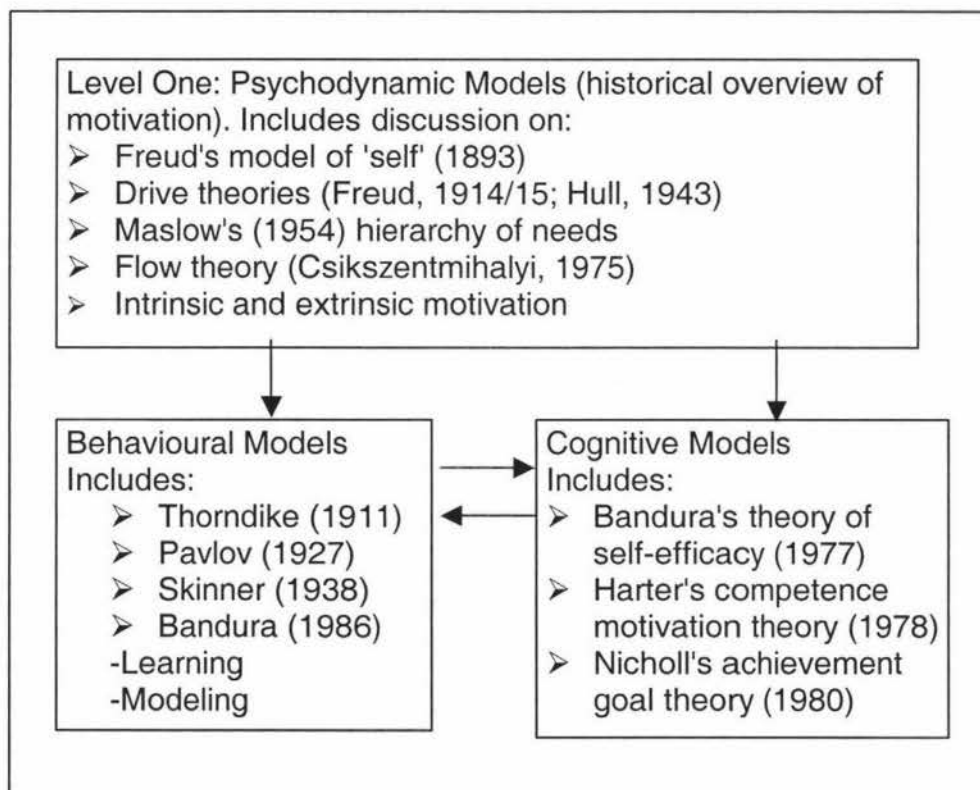 Level One: Psychodynamic Models (historical overview of
motivation). Includes discussion on:
➢ Freud's model of 'self' (1893)
➢ Drive theories (Freud, 1914/15; Hull, 1943)
➢ Maslow's (1954) hierarchy of needs
➢ Flow theory (Csikszentmihalyi, 1975)
➢ Intrinsic and extrinsic motivation
Behavioural Models
Includes:
➢ Thorndike (1911)
➢ Pavlov (1927)
➢ Skinner (1938)
➢ Bandura (1986)
-Learning
-Modeling
Cognitive Models
Includes:
➢ Bandura's theory of
self-efficacy (1977)
➢ Harter's competence
motivation theory (1978)
➢ Nicholl's achievement
goal theory (1980)